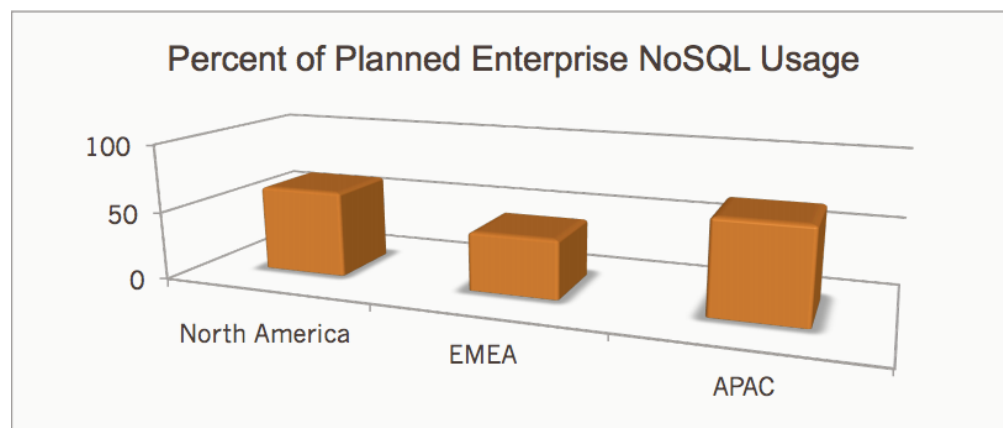 Percent of Planned Enterprise NoSQL Usage
100
50
0
North America
EMEA
APAC